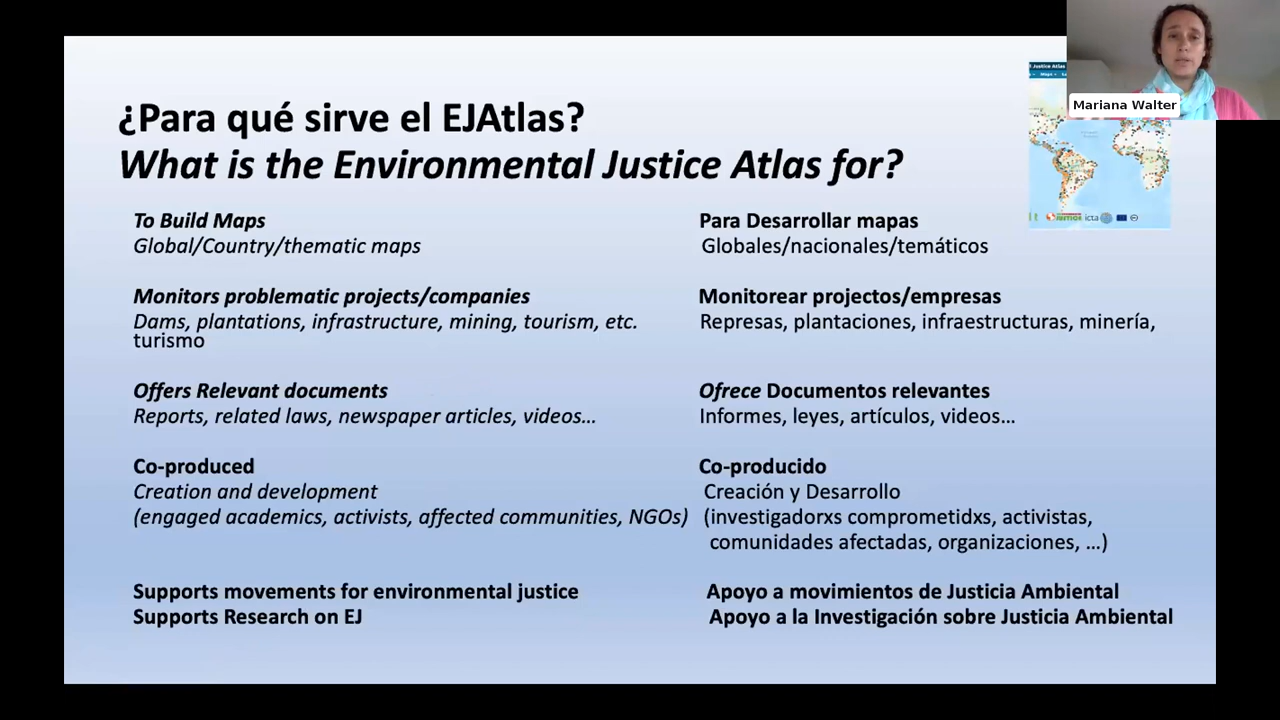 ¿Para qué sirve el EJAtlas?
What is the Environmental Justice Atlas for?
Mariana Walter
Justice Atlas
To Build Maps
Global/Country/thematic maps
Monitors problematic projects/companies
Dams, plantations, infrastructure, mining, tourism, etc.
turismo
Offers Relevant documents
Reports, related laws, newspaper articles, videos…
Co-produced
Creation and development
(engaged academics, activists, affected communities, NGOs)
Supports movements for environmental justice
Supports Research on EJ
Para Desarrollar mapas
Globales/nacionales/temáticos
Monitorear projectos/empresas
Represas, plantaciones, infraestructuras, minería,
Ofrece Documentos relevantes
Informes, leyes, artículos, videos…
Co-producido
Creación y Desarrollo
(investigadorxs comprometidxs, activistas,
comunidades afectadas, organizaciones, …)
Apoyo a movimientos de Justicia Ambiental
Apoyo a la Investigación sobre Justicia Ambiental
JUSTICE icta